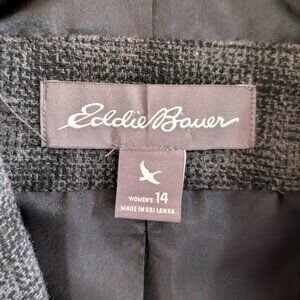 Eddie Bauer
WOMEN'S 14
MADE IN SRI LANKA